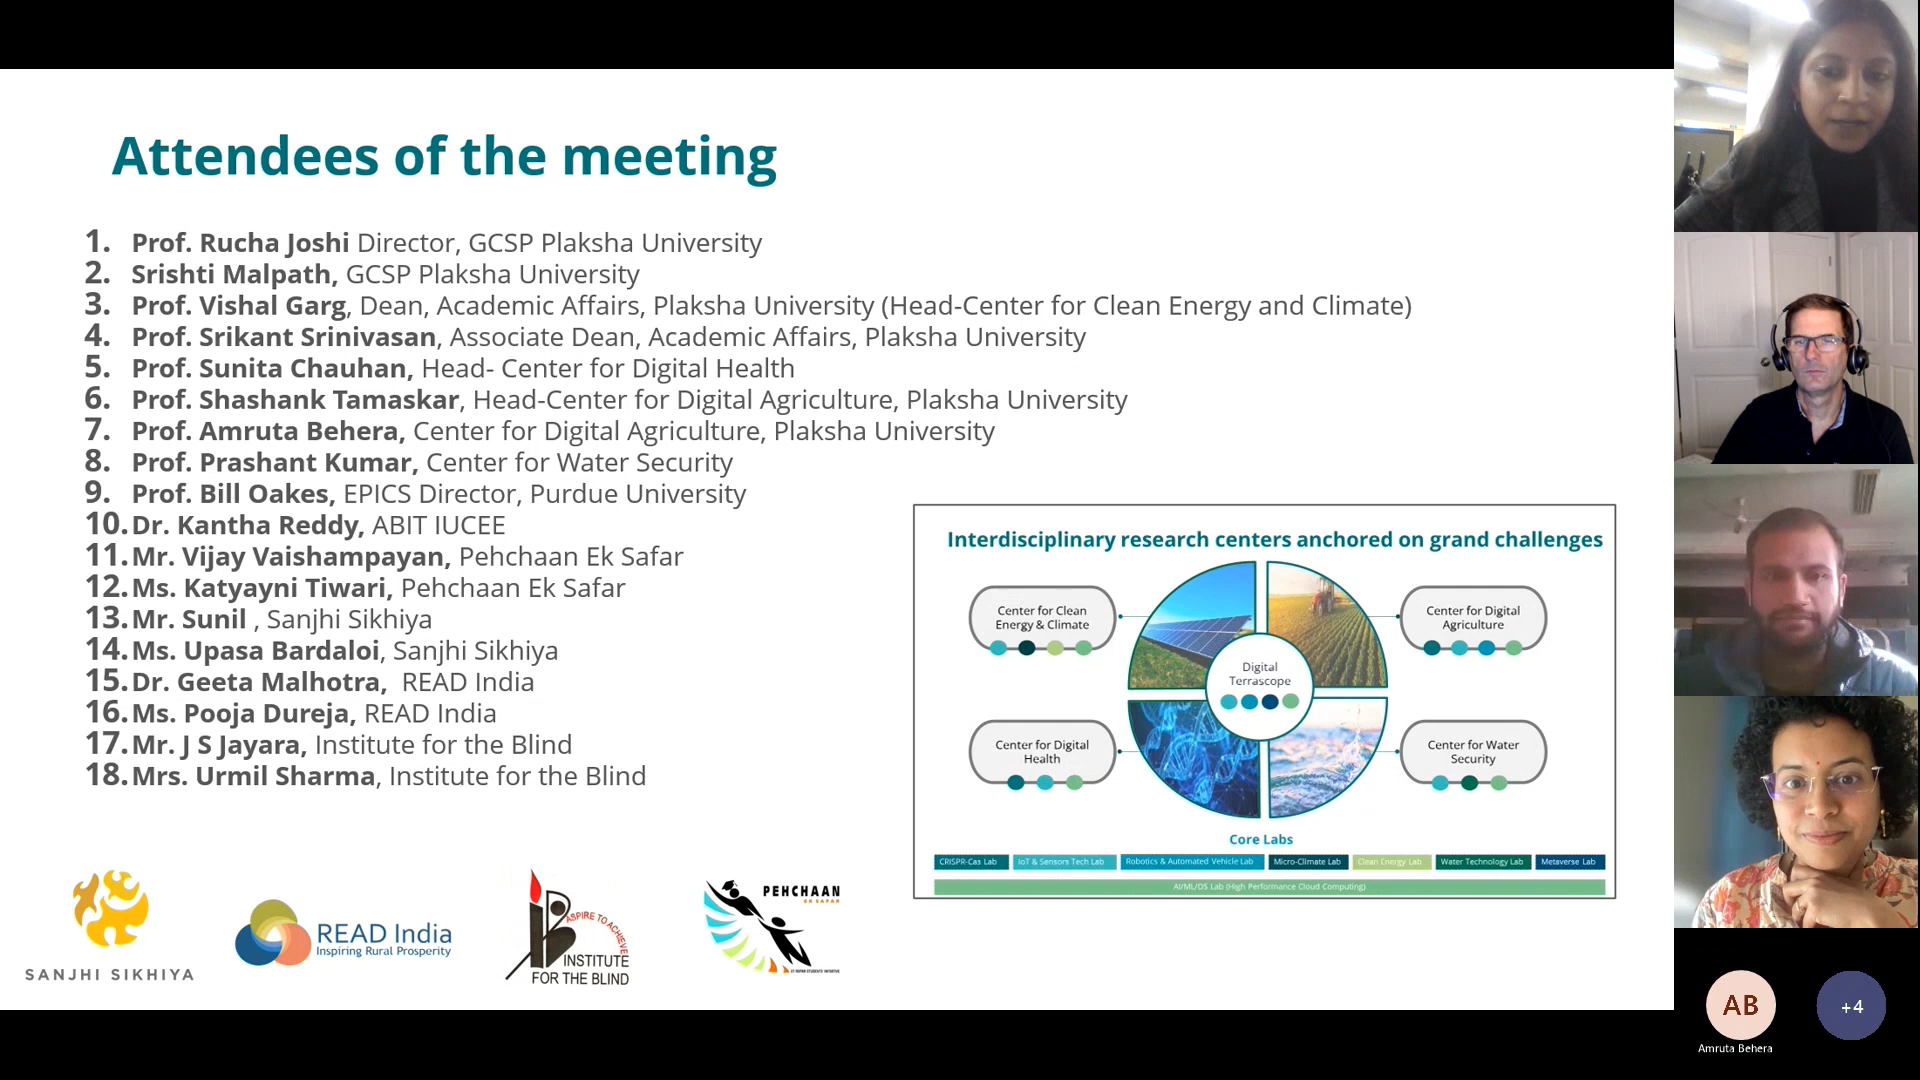 Attendees of the meeting
1. Prof. Rucha Joshi Director, GCSP Plaksha University
2. Srishti Malpath, GCSP Plaksha University
3. Prof. Vishal Garg, Dean, Academic Affairs, Plaksha University (Head-Center for Clean Energy and Climate)
4. Prof. Srikant Srinivasan, Associate Dean, Academic Affairs, Plaksha University
5. Prof. Sunita Chauhan, Head- Center for Digital Health
6. Prof. Shashank Tamaskar, Head-Center for Digital Agriculture, Plaksha University
7. Prof. Amruta Behera, Center for Digital Agriculture, Plaksha University
8. Prof. Prashant Kumar, Center for Water Security
9. Prof. Bill Oakes, EPICS Director, Purdue University
10. Dr. Kantha Reddy, ABIT IUCEE
11. Mr. Vijay Vaishampayan, Pehchaan Ek Safar
12. Ms. Katyayni Tiwari, Pehchaan Ek Safar
13. Mr. Sunil , Sanjhi Sikhiya
14. Ms. Upasa Bardaloi, Sanjhi Sikhiya
15. Dr. Geeta Malhotra, READ India
16. Ms. Pooja Dureja, READ India
17. Mr. J S Jayara, Institute for the Blind
18. Mrs. Urmil Sharma, Institute for the Blind
Interdisciplinary research centers anchored on grand challenges
Center for Clean
Energy & Climate
Center for Digital
Agriculture
Digital
Terrascope
Center for Digital
Health
Center for Water
Security
Core Labs
CRISPR-Cas Lab
IoT & Sensors Tech Lab
Robotics & Automated Vehicle Lab
Micro-Climate Lab
Clean Energy Lab
Water Technology Lab
Metaverse Lab
AI/ML/DS Lab (High Performance Cloud Computing)
SANJHI SIKHIYA
READ India
Inspiring Rural Prosperity
ASPIRE TO ACHIEVE
INSTITUTE
FOR THE BLIND
PEHCHAAN
EK SAFAR
AB
Amruta Behera
+4